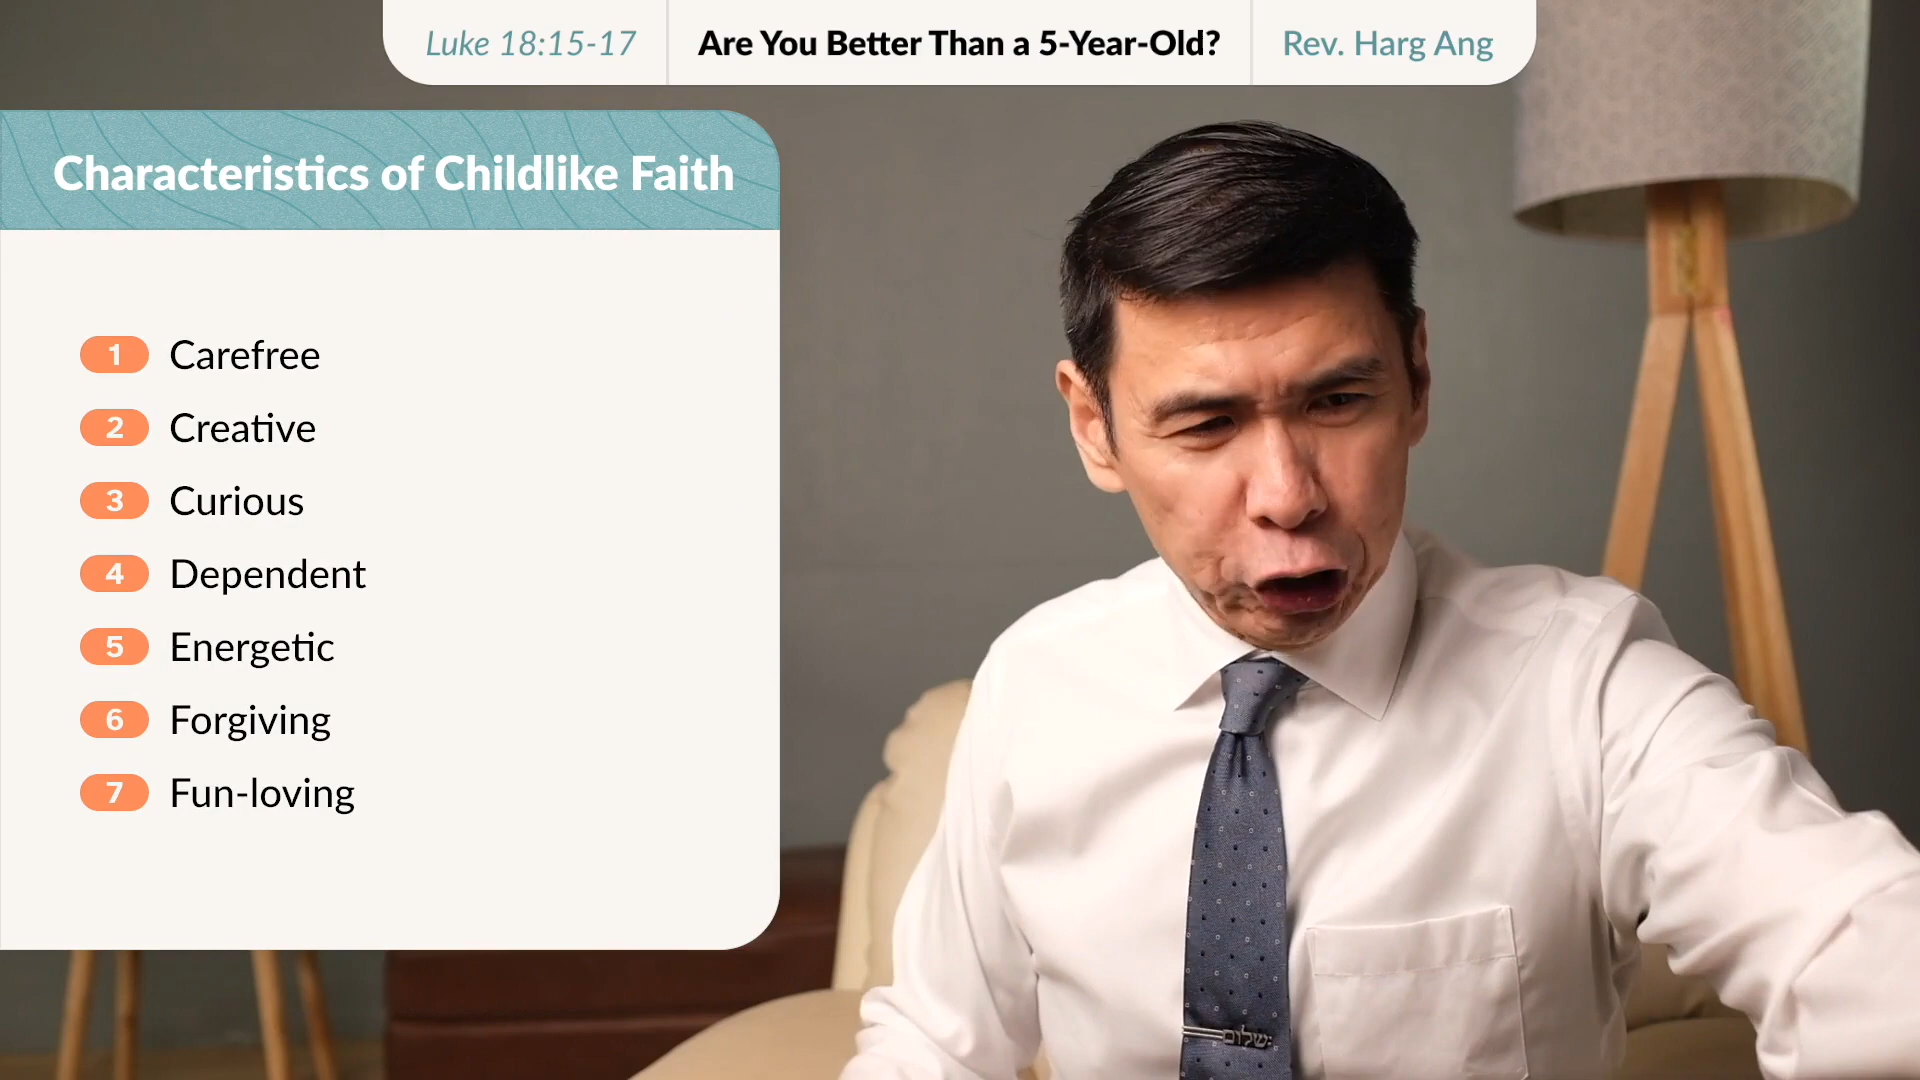 Luke 18:15-17
Are You Better Than a 5-Year-Old?
Rev. Harg Ang
Characteristics of Childlike Faith
1 Carefree
2 Creative
3 Curious
4 Dependent
5 Energetic
6 Forgiving
7 Fun-loving
שלום